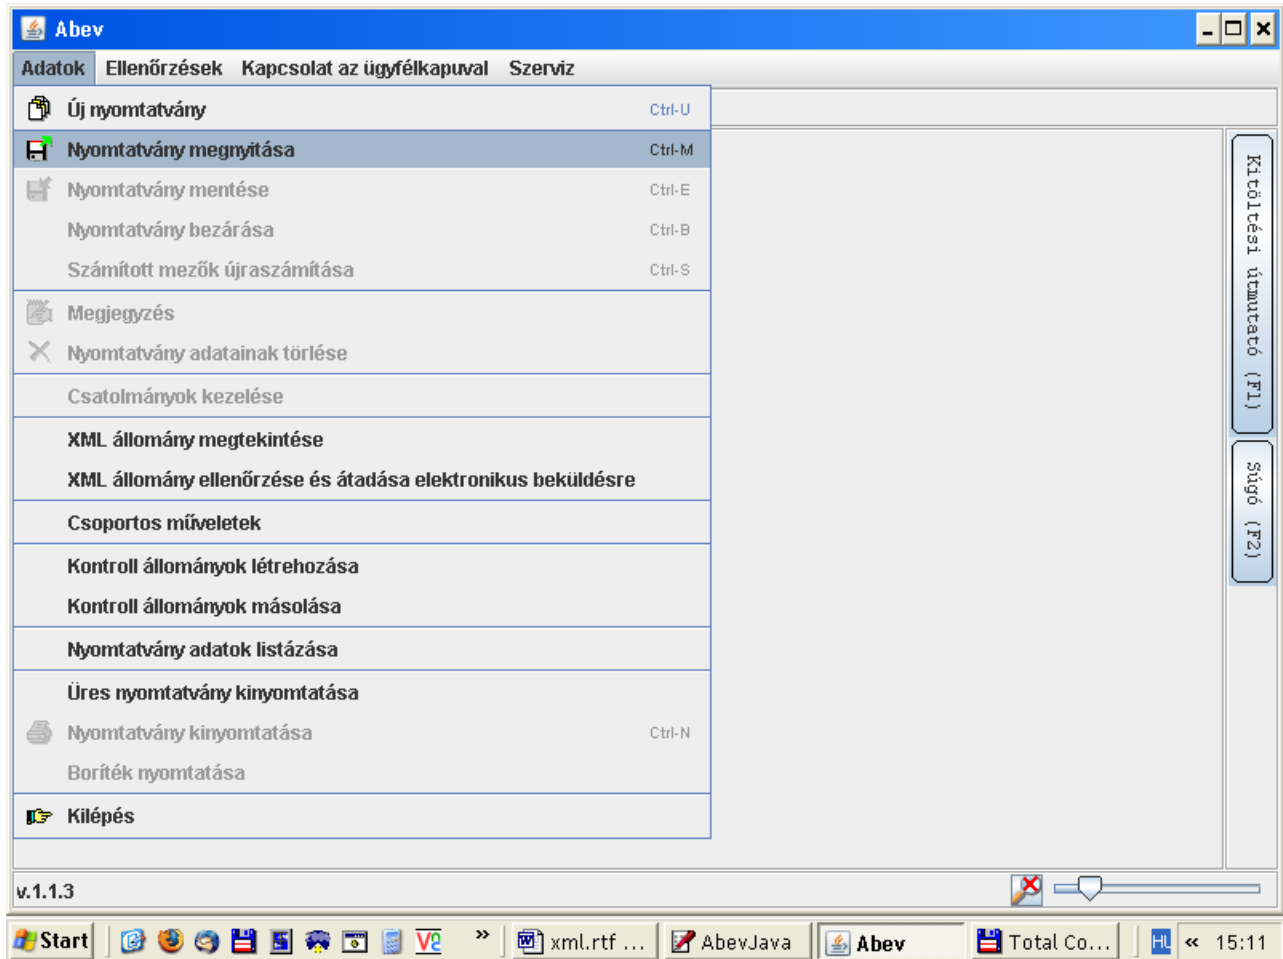 Abev
Adatok Ellenőrzések Kapcsolat az ügyfélkapuval Szerviz
Új nyomtatvány Ctrl-U
Nyomtatvány megnyitása Ctrl-M
Nyomtatvány mentése Ctrl-E
Nyomtatvány bezárása Ctrl-B
Számított mezők újraszámítása Ctrl-S
Megjegyzés
Nyomtatvány adatainak törlése
Csatolmányok kezelése
XML állomány megtekintése
XML állomány ellenőrzése és átadása elektronikus beküldésre
Csoportos műveletek
Kontroll állományok létrehozása
Kontroll állományok másolása
Nyomtatvány adatok listázása
Üres nyomtatvány kinyomtatása
Nyomtatvány kinyomtatása Ctrl-N
Boríték nyomtatása
Kilépés
Kitöltési útmutató (F1)
Súgó (F2)
v.1.1.3
Start V2 » xml.rtf ... AbevJava Abev Total Co... HU « 15:11